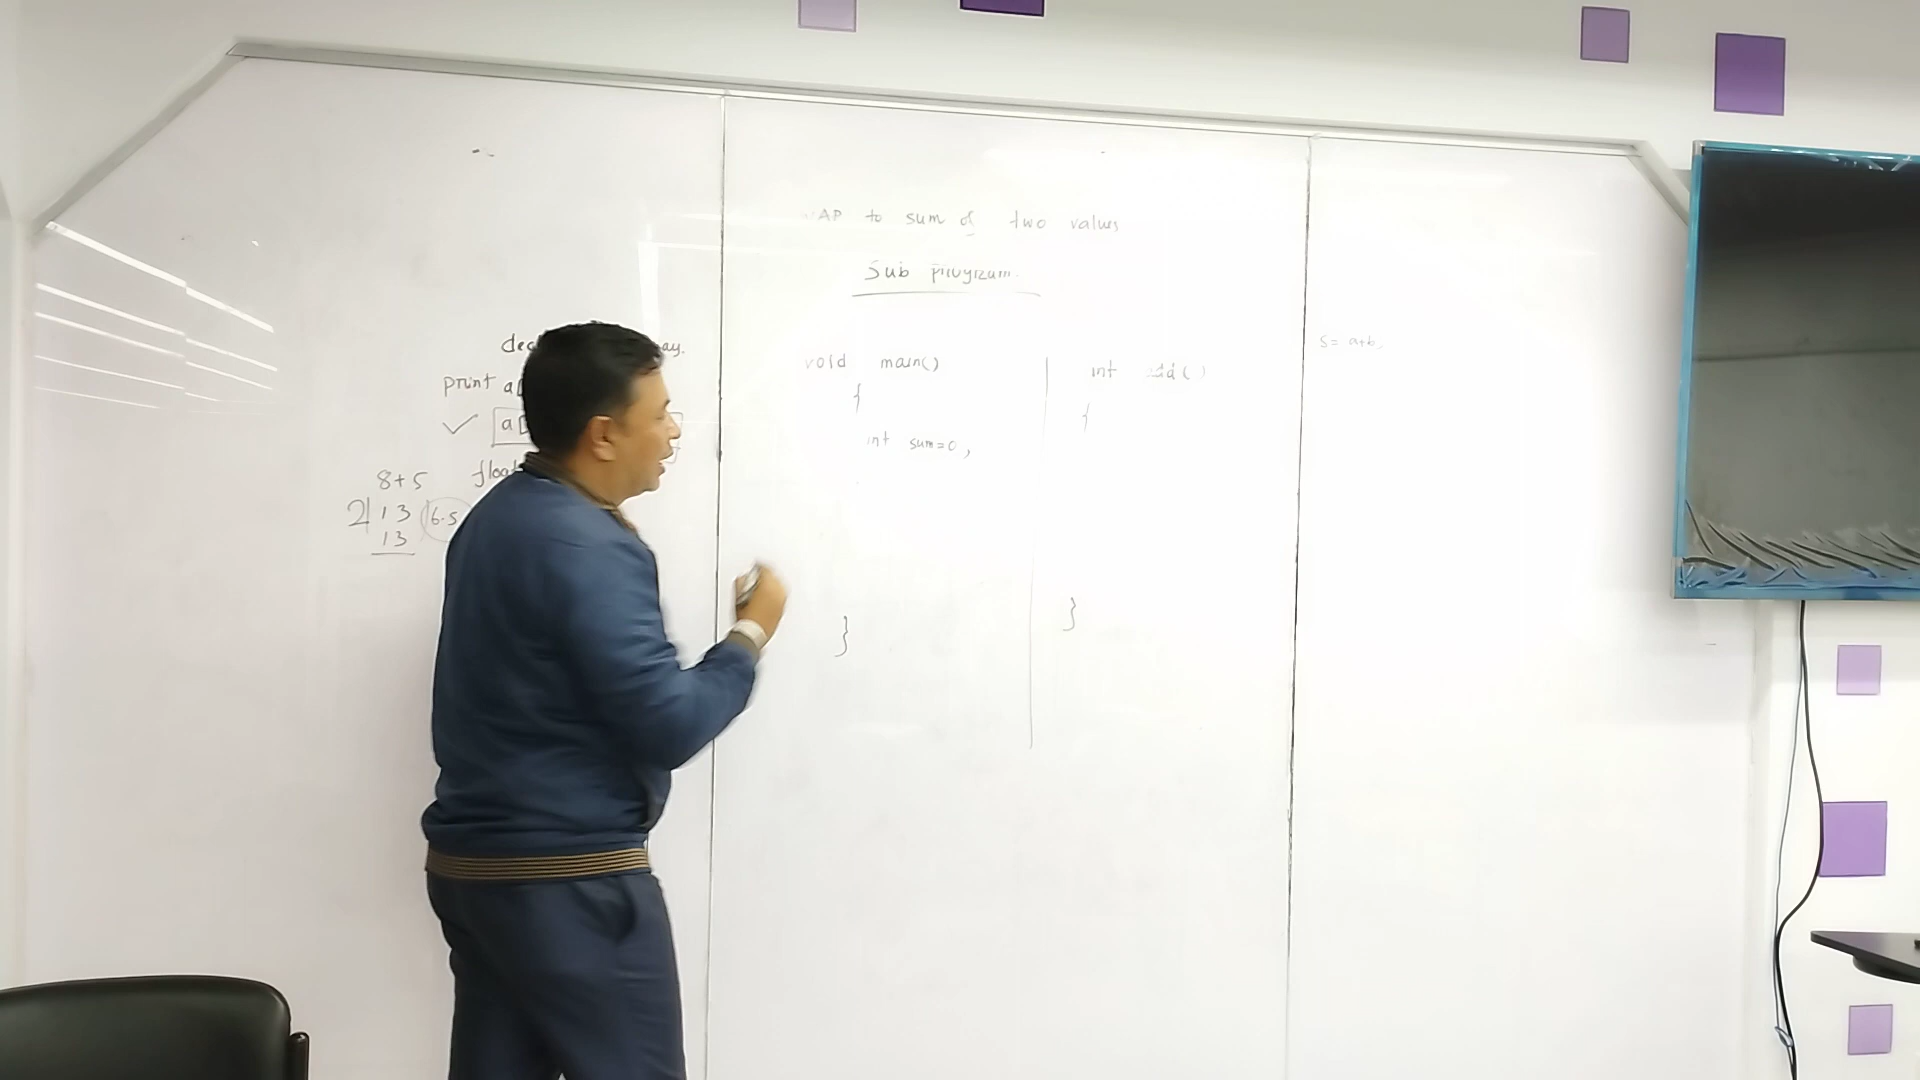 WAP to sum of two values
Sub program.
print a[
a[
float
8+5
2 13 6.5
13
void main()
{
int sum=0,
}
int add()
{
}
s= a+b,